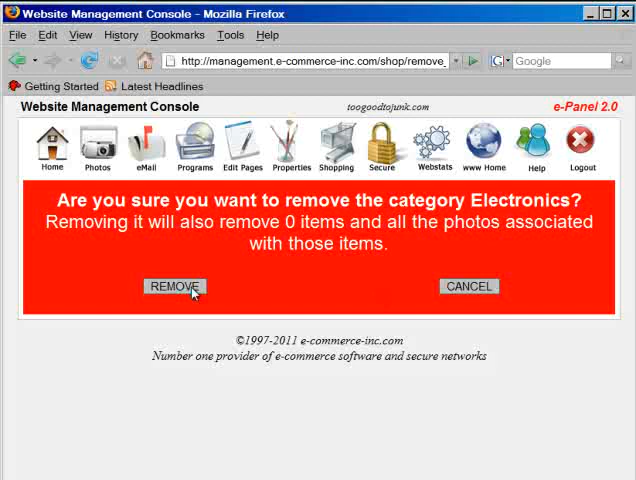 Website Management Console - Mozilla Firefox
File Edit View History Bookmarks Tools Help
http://management.e-commerce-inc.com/shop/remove_ G Google
Getting Started Latest Headlines
Website Management Console toogoodtojunk.com e-Panel 2.0
Home Photos eMail Programs Edit Pages Properties Shopping Secure Webstats www Home Help Logout
Are you sure you want to remove the category Electronics?
Removing it will also remove 0 items and all the photos associated
with those items.
REMOVE CANCEL
©1997-2011 e-commerce-inc.com
Number one provider of e-commerce software and secure networks